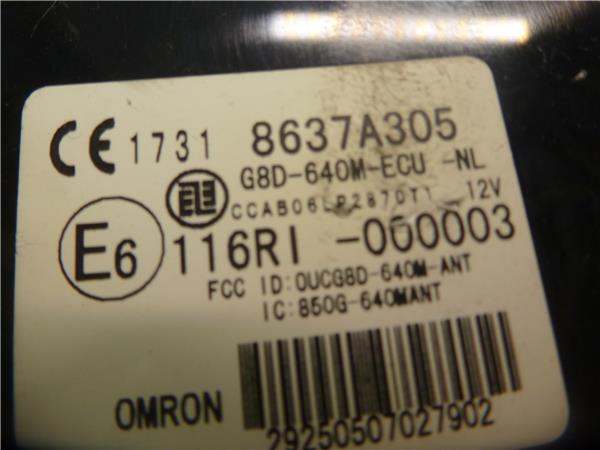 CE 1731 8637A305
G8D-640M-ECU -NL
CCAB06LP2870T1 12V
E6 116RI -000003
FCC ID:OUCG8D-640M-ANT
IC:850G-640MANT
OMRON
29250507027902